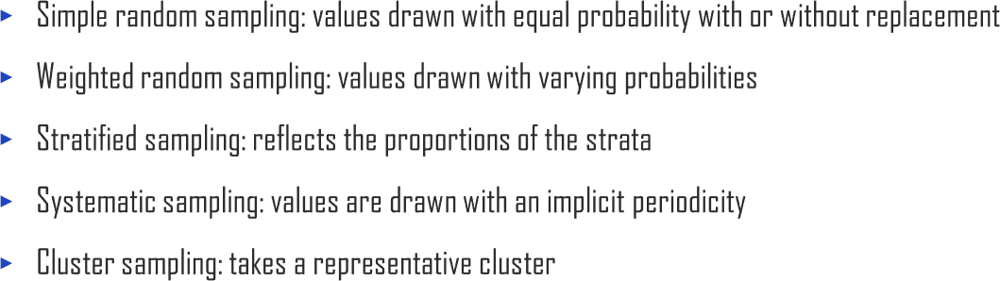 ▸ Simple random sampling: values drawn with equal probability with or without replacement
▸ Weighted random sampling: values drawn with varying probabilities
▸ Stratified sampling: reflects the proportions of the strata
▸ Systematic sampling: values are drawn with an implicit periodicity
▸ Cluster sampling: takes a representative cluster